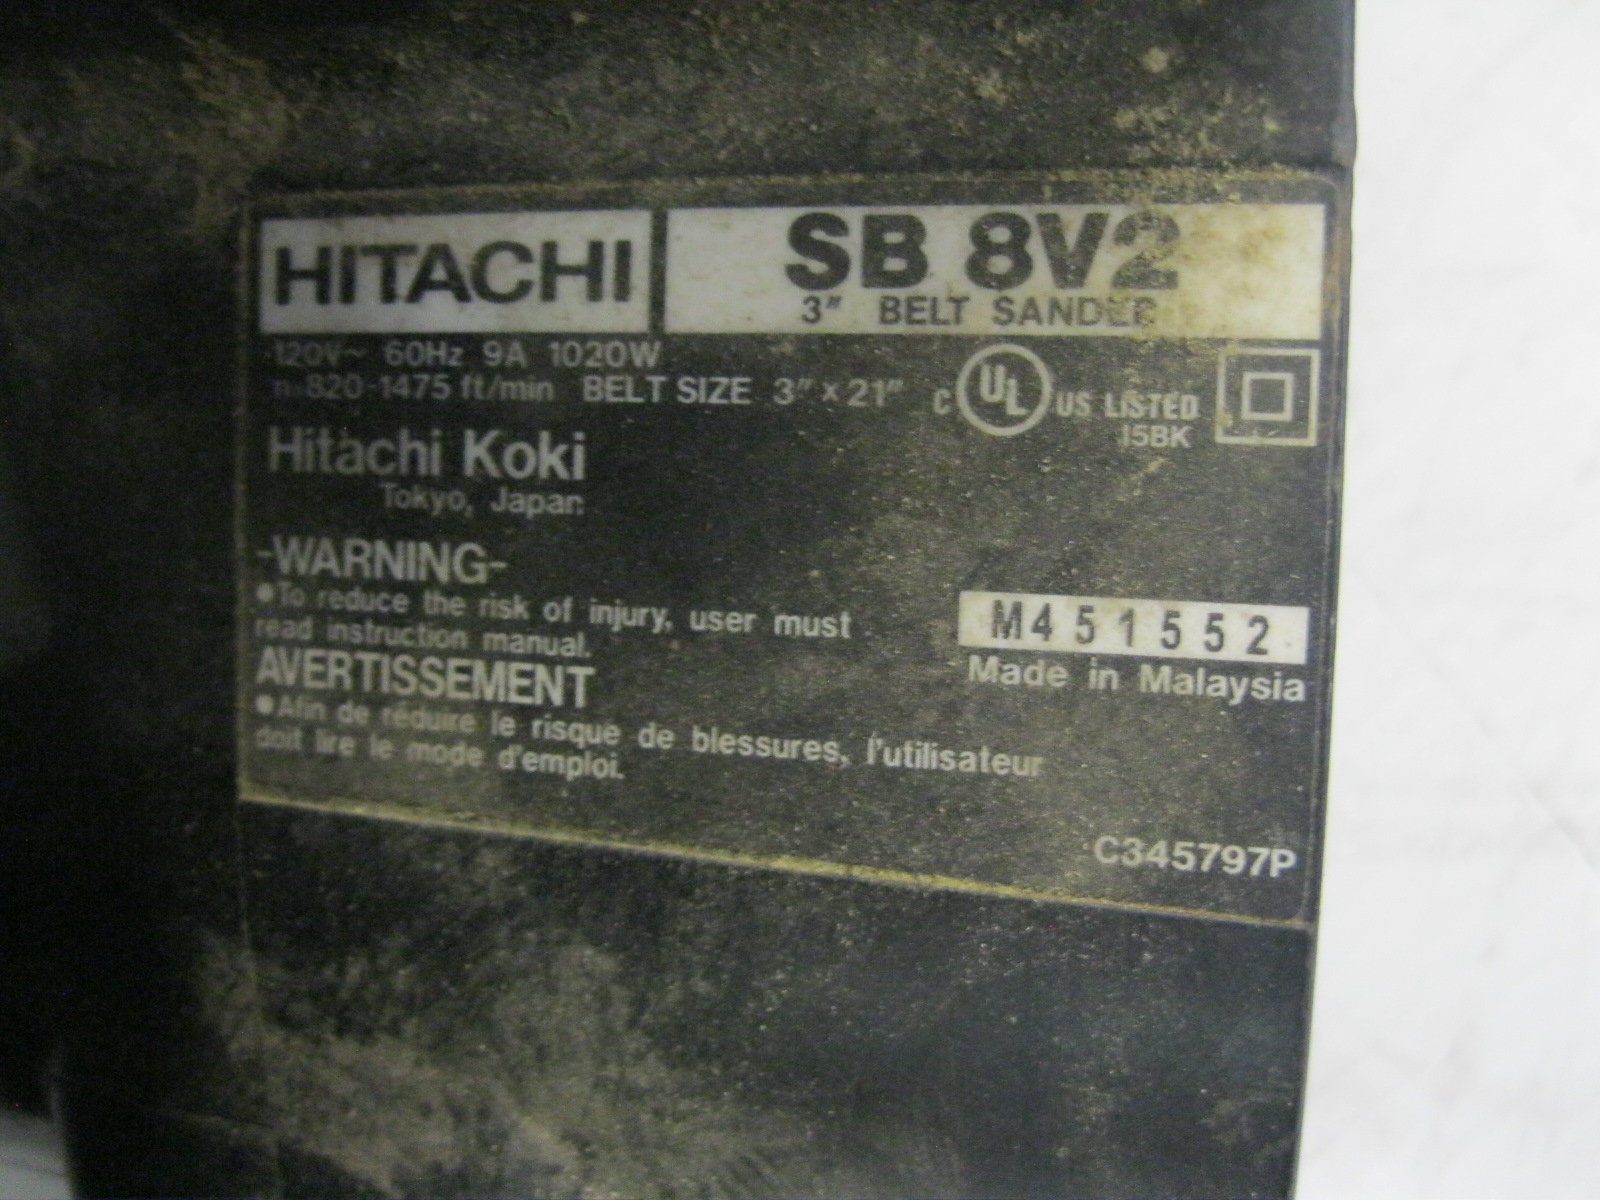 HITACHI
SB 8V2
3" BELT SANDER
120V~ 60Hz 9A 1020W
n=820-1475 ft/min BELT SIZE 3" x 21"
C UL US LISTED
15BK
Hitachi Koki
Tokyo, Japan
-WARNING-
●To reduce the risk of injury, user must
read instruction manual.
AVERTISSEMENT
●Afin de réduire le risque de blessures, l'utilisateur
doit lire le mode d'emploi.
M451552
Made in Malaysia
C345797P